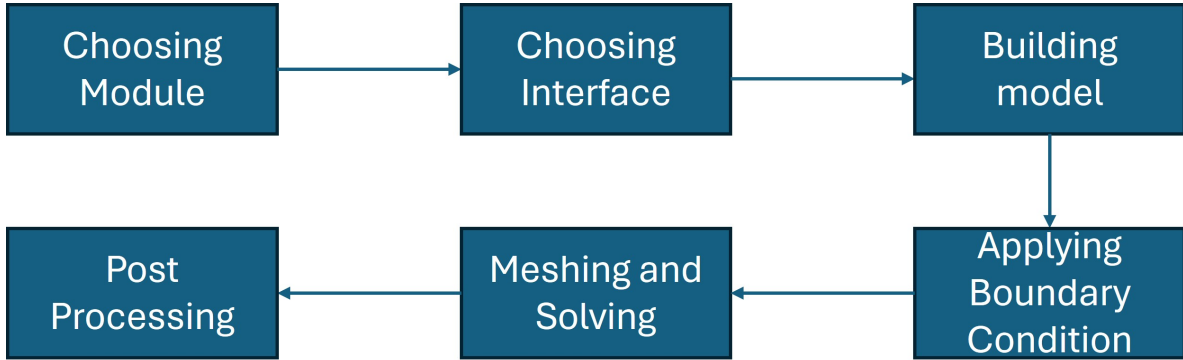 Choosing
Module
Choosing
Interface
Building
model
Applying
Boundary
Condition
Meshing and
Solving
Post
Processing